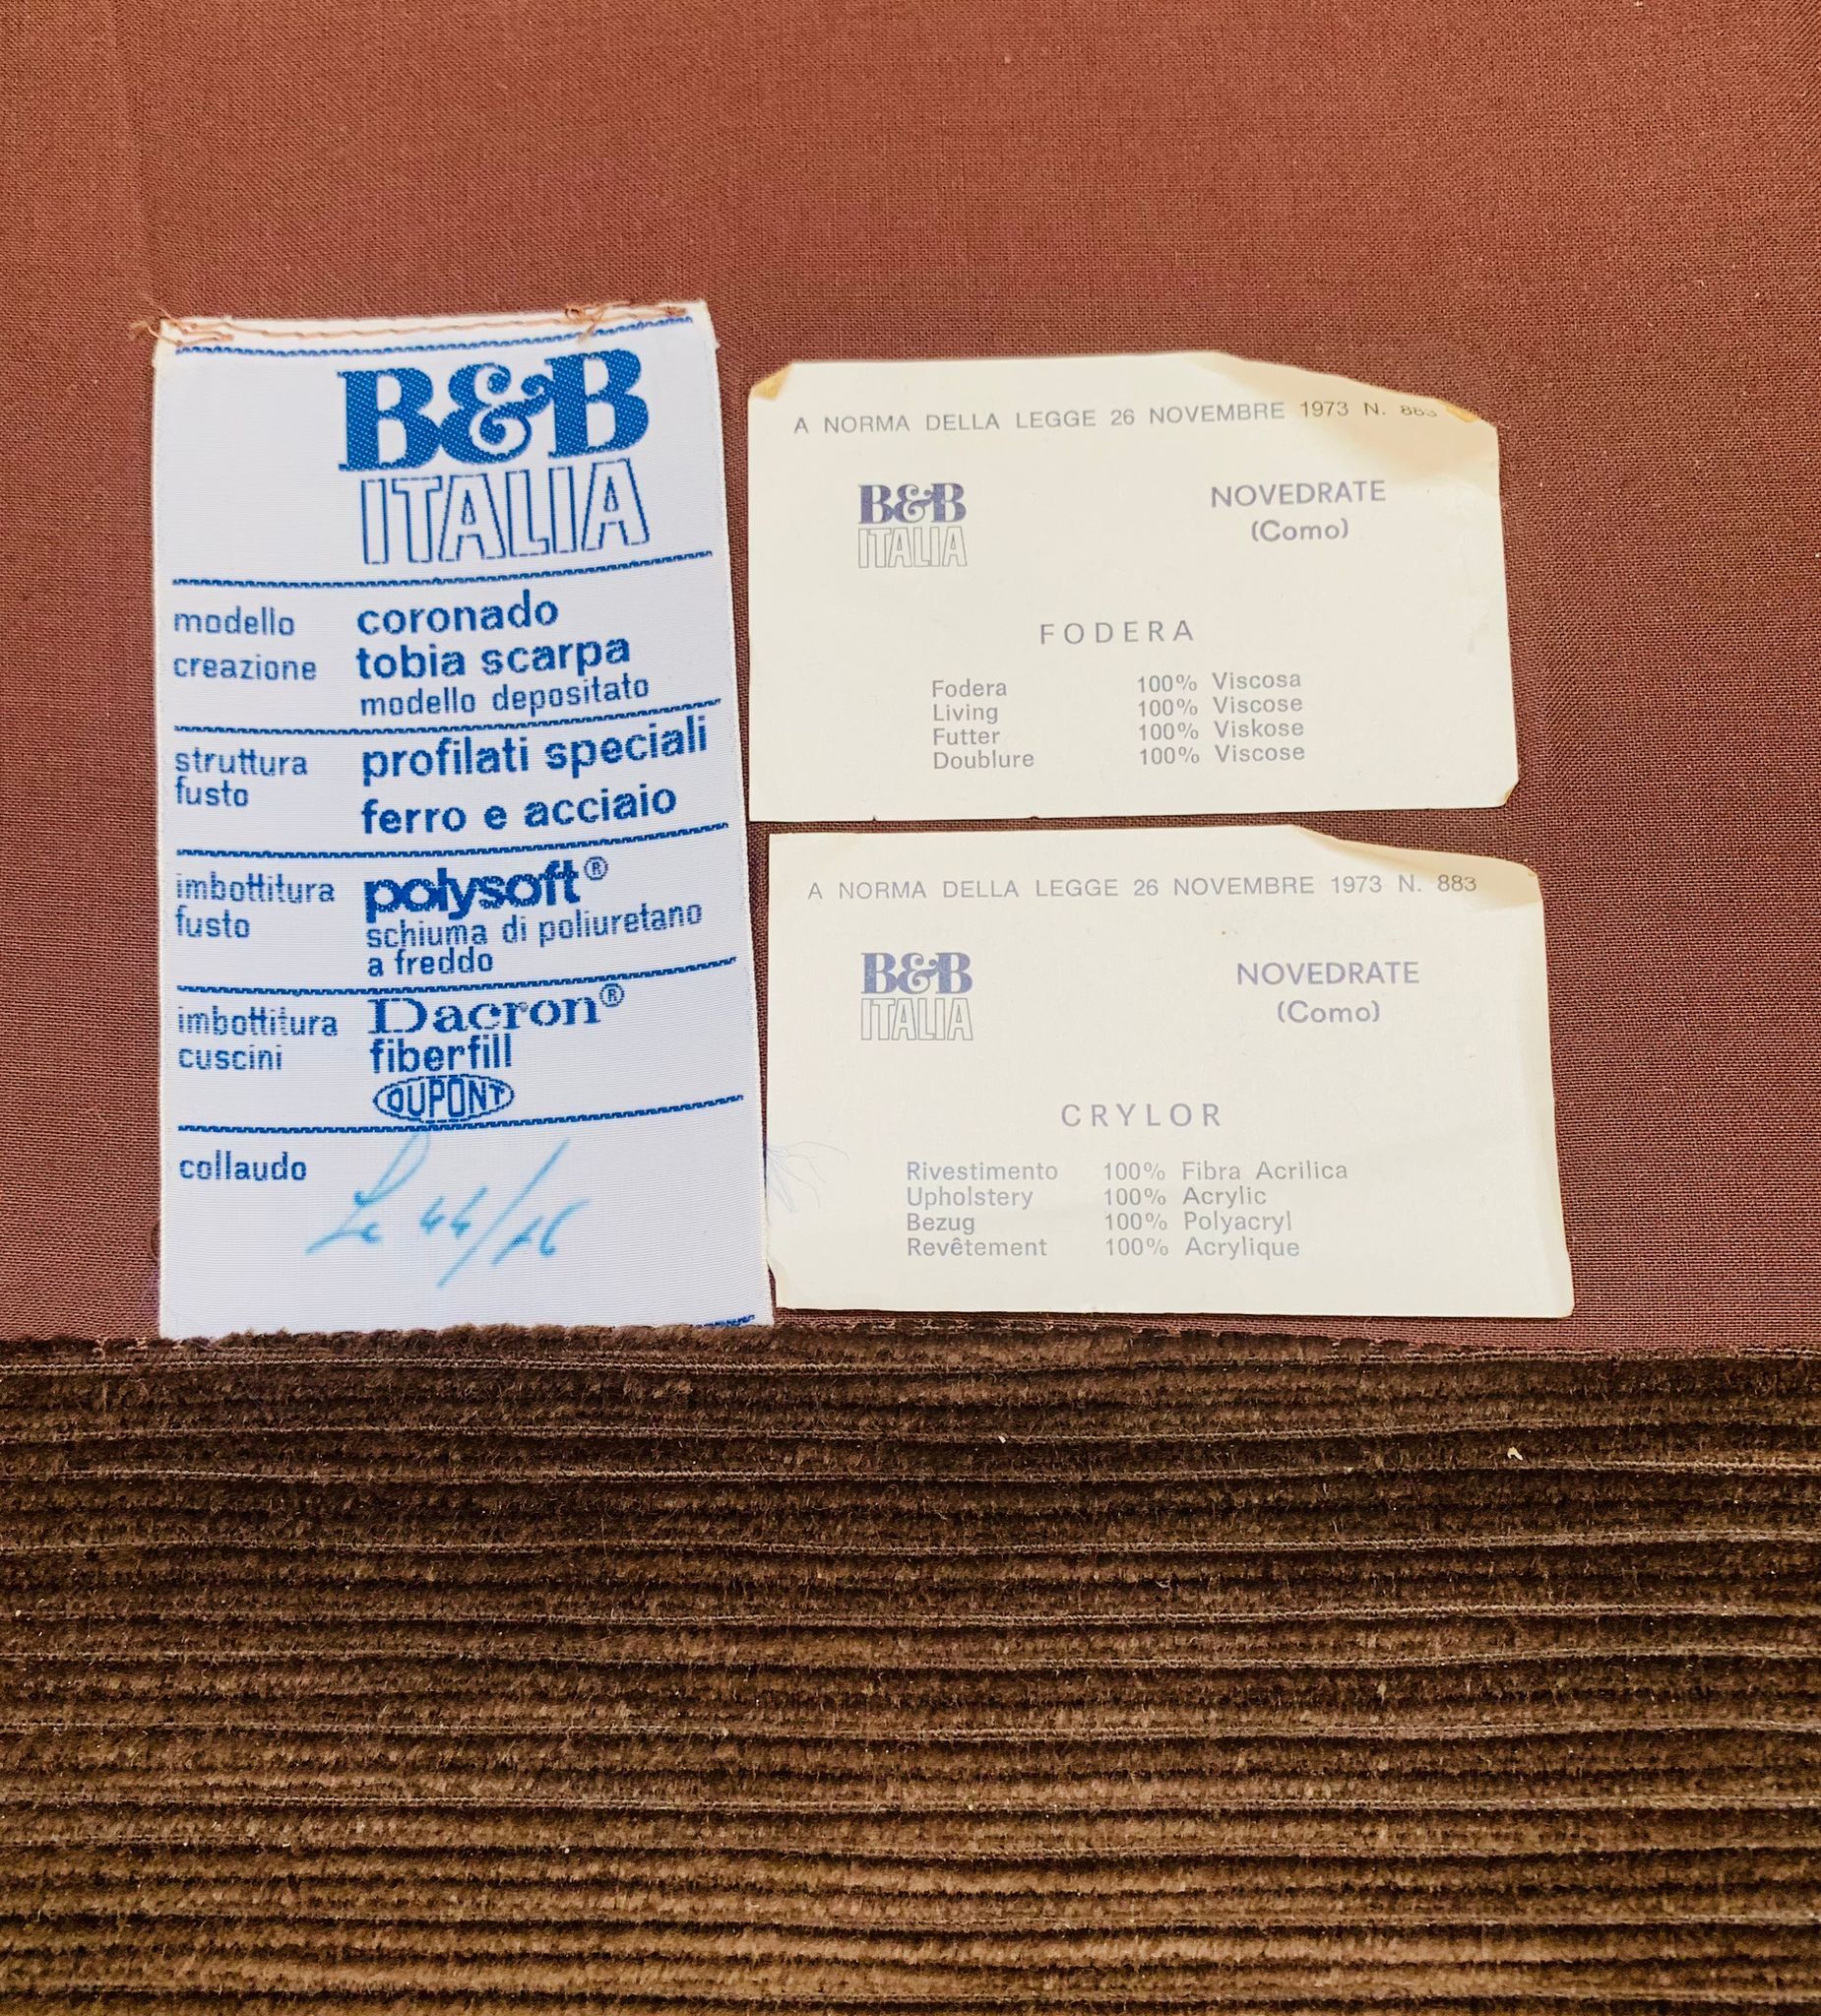 B&B
ITALIA
modello coronado
creazione tobia scarpa
modello depositato
struttura fusto profilati speciali
ferro e acciaio
imbottitura fusto polysoft®
schiuma di poliuretano
a freddo
imbottitura cuscini Dacron®
fiberfill
DUPONT
collaudo
A NORMA DELLA LEGGE 26 NOVEMBRE 1973 N. 883
B&B
ITALIA
NOVEDRATE
(Como)
FODERA
Fodera 100% Viscosa
Living 100% Viscose
Futter 100% Viskose
Doublure 100% Viscose
A NORMA DELLA LEGGE 26 NOVEMBRE 1973 N. 883
B&B
ITALIA
NOVEDRATE
(Como)
CRYLOR
Rivestimento 100% Fibra Acrilica
Upholstery 100% Acrylic
Bezug 100% Polyacryl
Revêtement 100% Acrylique